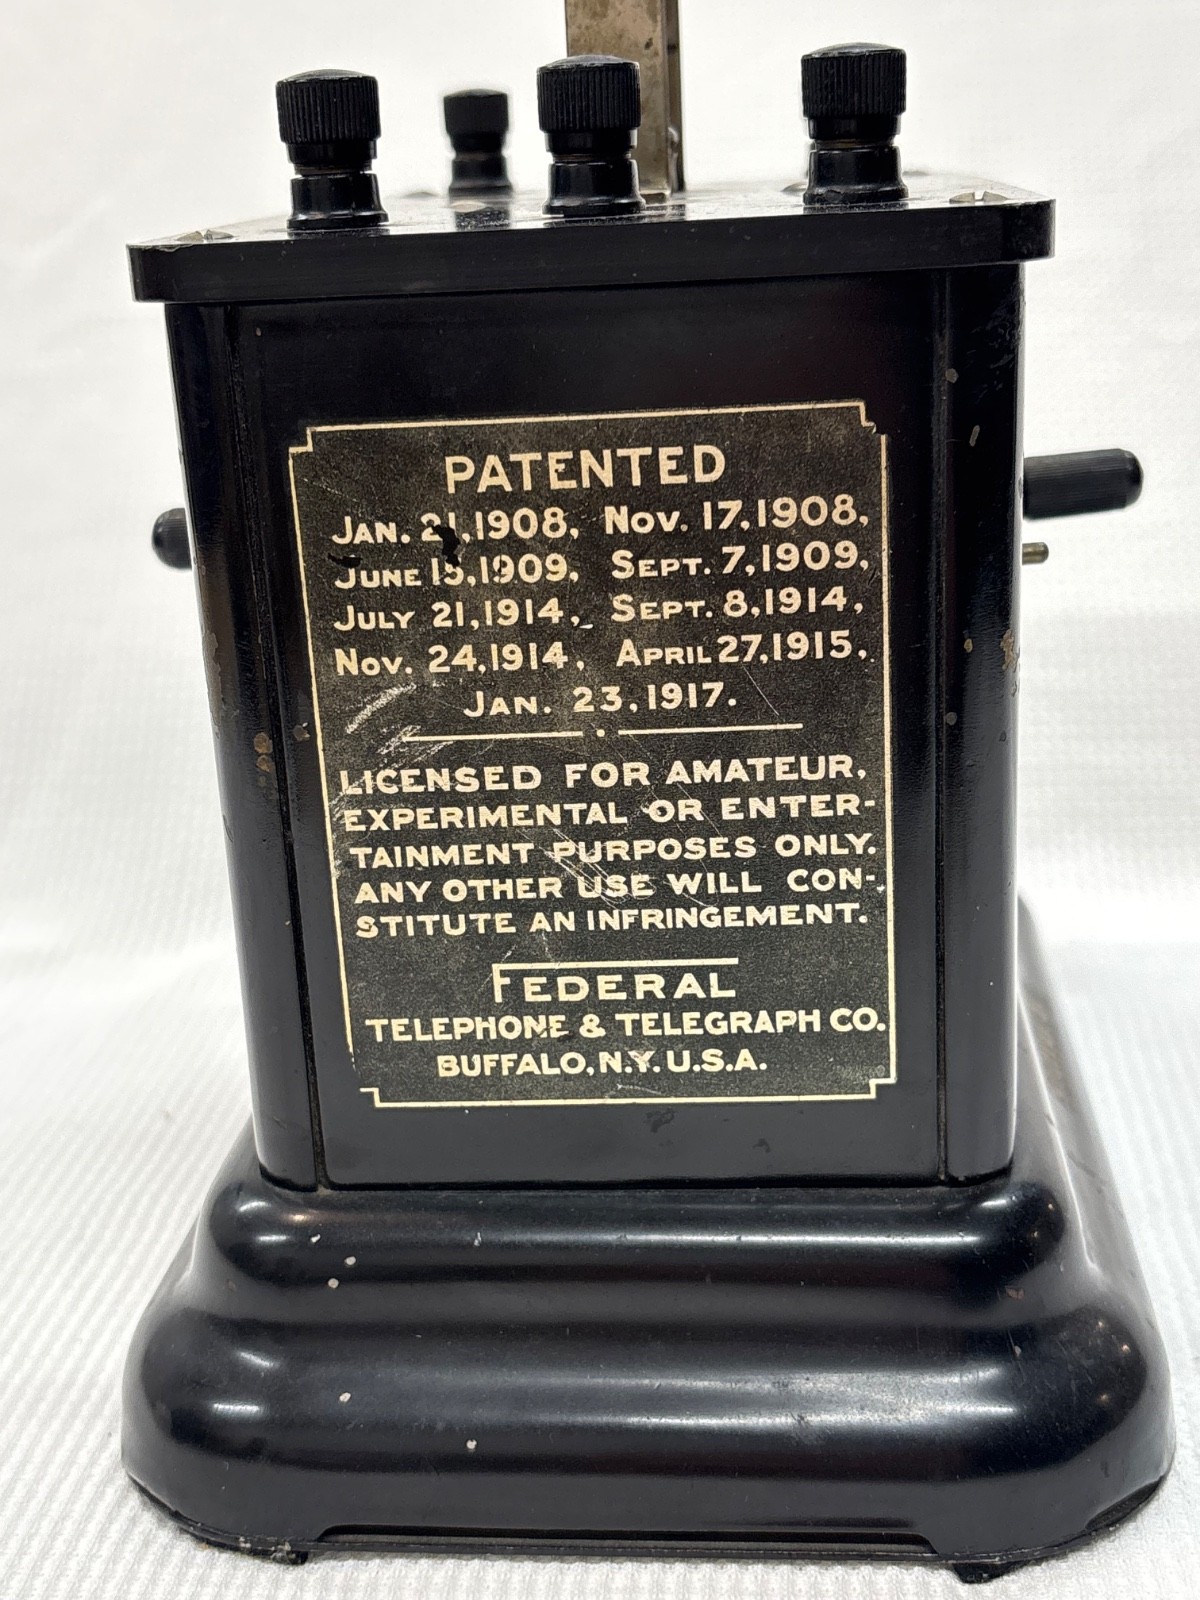 PATENTED
JAN. 21,1908, NOV. 17,1908,
JUNE 15,1909, SEPT. 7,1909,
JULY 21,1914, SEPT. 8,1914,
NOV. 24,1914, APRIL 27,1915,
JAN. 23,1917.
LICENSED FOR AMATEUR,
EXPERIMENTAL OR ENTER-
TAINMENT PURPOSES ONLY.
ANY OTHER USE WILL CON-
STITUTE AN INFRINGEMENT.
FEDERAL
TELEPHONE & TELEGRAPH CO.
BUFFALO, N.Y. U.S.A.